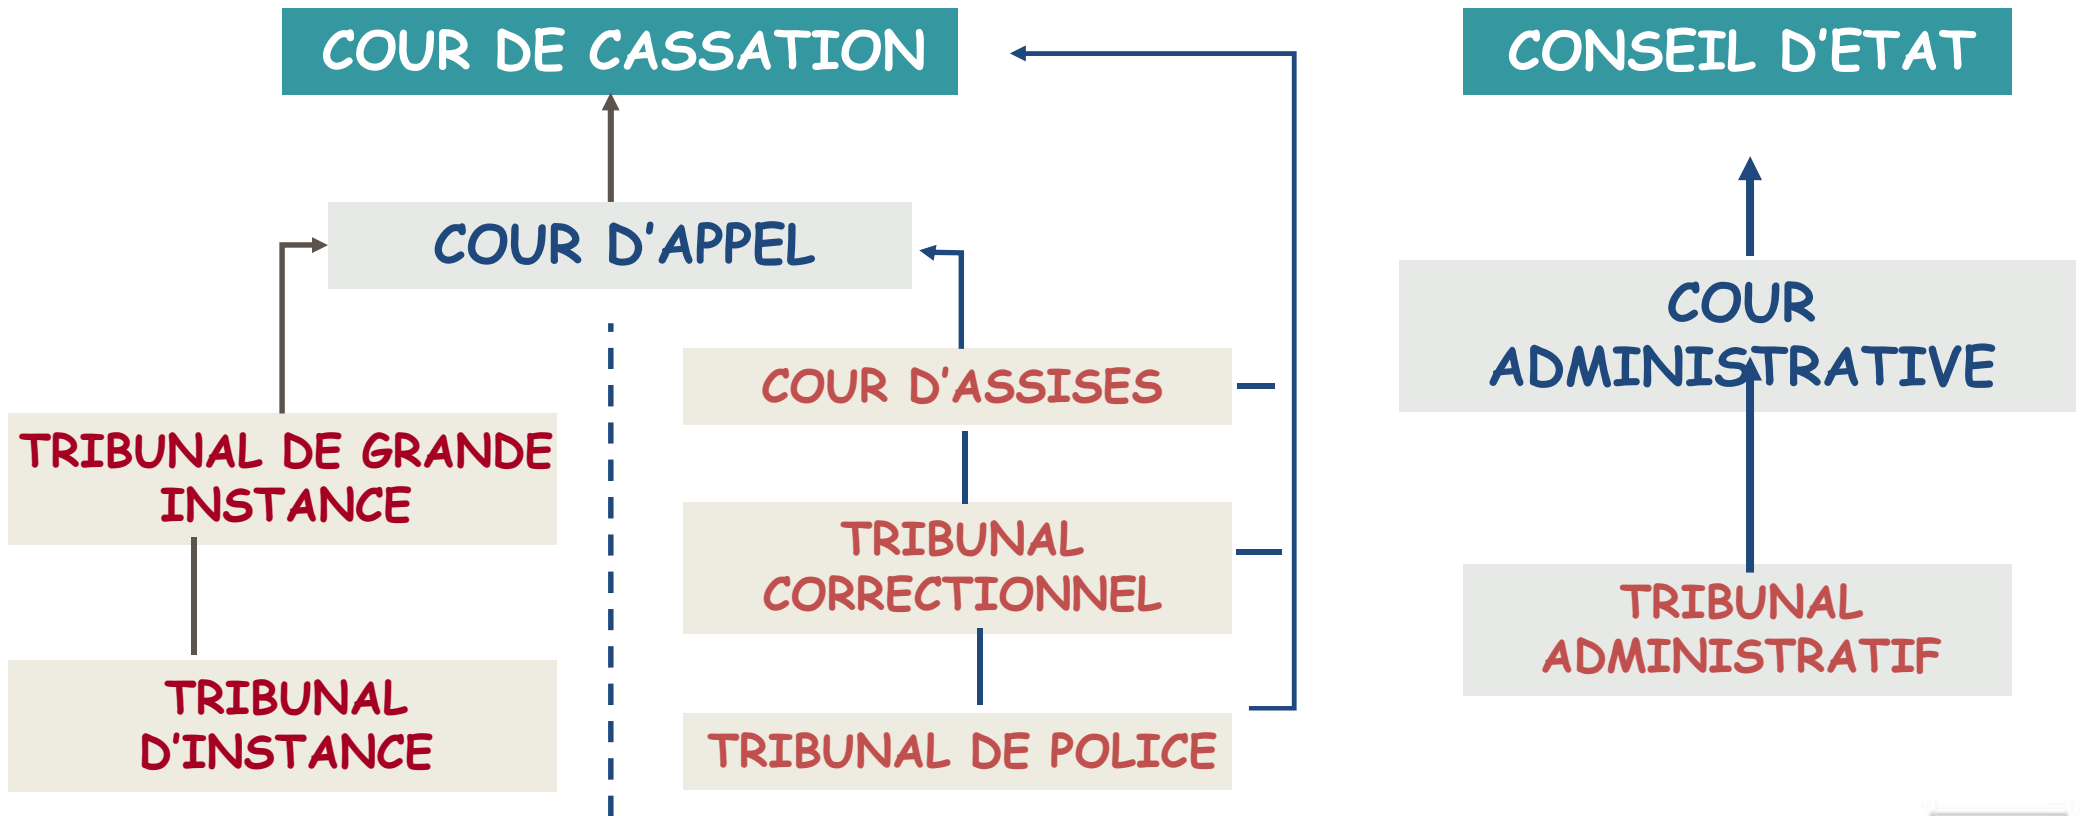 COUR DE CASSATION
CONSEIL D'ETAT
COUR D'APPEL
COUR
ADMINISTRATIVE
COUR D'ASSISES
TRIBUNAL DE GRANDE
INSTANCE
TRIBUNAL
CORRECTIONNEL
TRIBUNAL
ADMINISTRATIF
TRIBUNAL
D'INSTANCE
TRIBUNAL DE POLICE